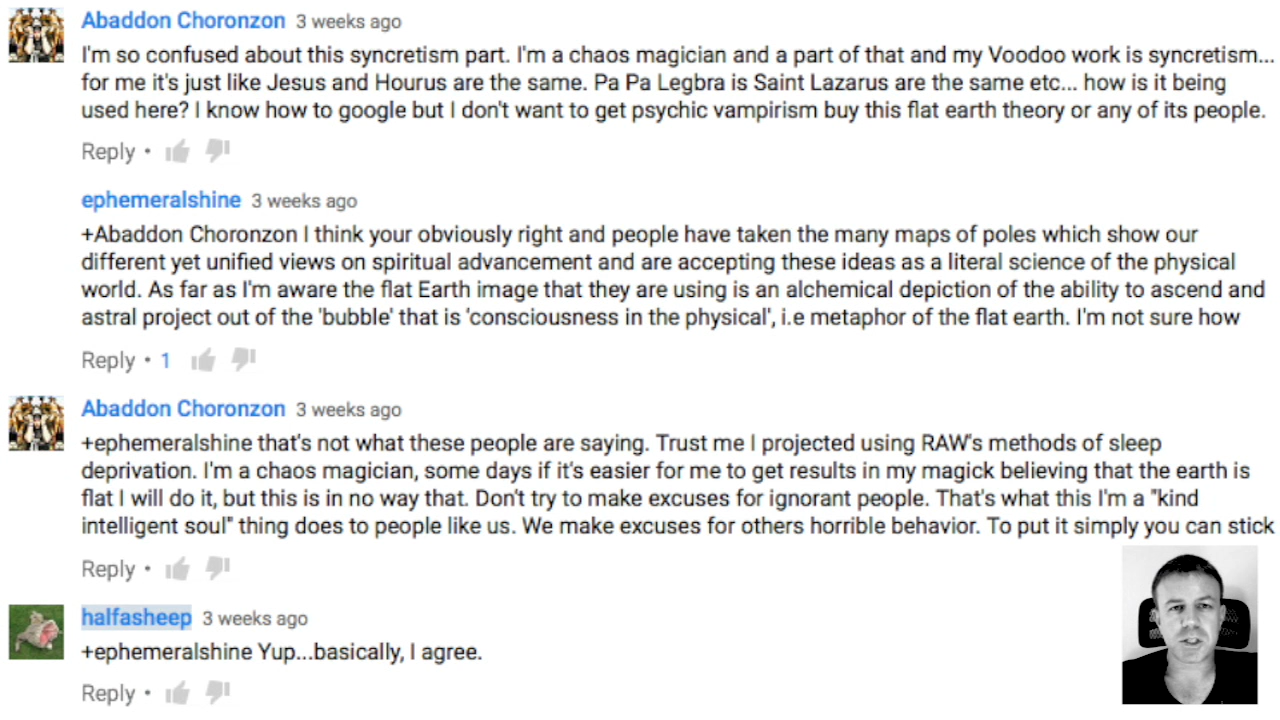 Abaddon Choronzon 3 weeks ago
I'm so confused about this syncretism part. I'm a chaos magician and a part of that and my Voodoo work is syncretism...
for me it's just like Jesus and Hourus are the same. Pa Pa Legbra is Saint Lazarus are the same etc... how is it being
used here? I know how to google but I don't want to get psychic vampirism buy this flat earth theory or any of its people.
Reply •
ephemeralshine 3 weeks ago
+Abaddon Choronzon I think your obviously right and people have taken the many maps of poles which show our
different yet unified views on spiritual advancement and are accepting these ideas as a literal science of the physical
world. As far as I'm aware the flat Earth image that they are using is an alchemical depiction of the ability to ascend and
astral project out of the 'bubble' that is 'consciousness in the physical', i.e metaphor of the flat earth. I'm not sure how
Reply • 1
Abaddon Choronzon 3 weeks ago
+ephemeralshine that's not what these people are saying. Trust me I projected using RAW's methods of sleep
deprivation. I'm a chaos magician, some days if it's easier for me to get results in my magick believing that the earth is
flat I will do it, but this is in no way that. Don't try to make excuses for ignorant people. That's what this I'm a "kind
intelligent soul" thing does to people like us. We make excuses for others horrible behavior. To put it simply you can stick
Reply •
halfasheep 3 weeks ago
+ephemeralshine Yup...basically, I agree.
Reply •